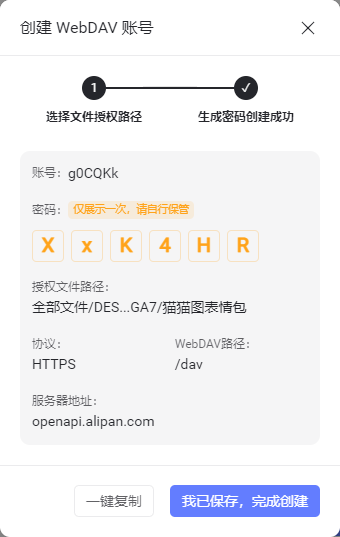 创建 WebDAV 账号
1
选择文件授权路径
生成密码创建成功
账号: g0CQKk
密码: 仅展示一次，请自行保管
X x K 4 H R
授权文件路径:
全部文件/DES...GA7/猫猫图表情包
协议: WebDAV路径:
HTTPS /dav
服务器地址:
openapi.alipan.com
一键复制 我已保存，完成创建